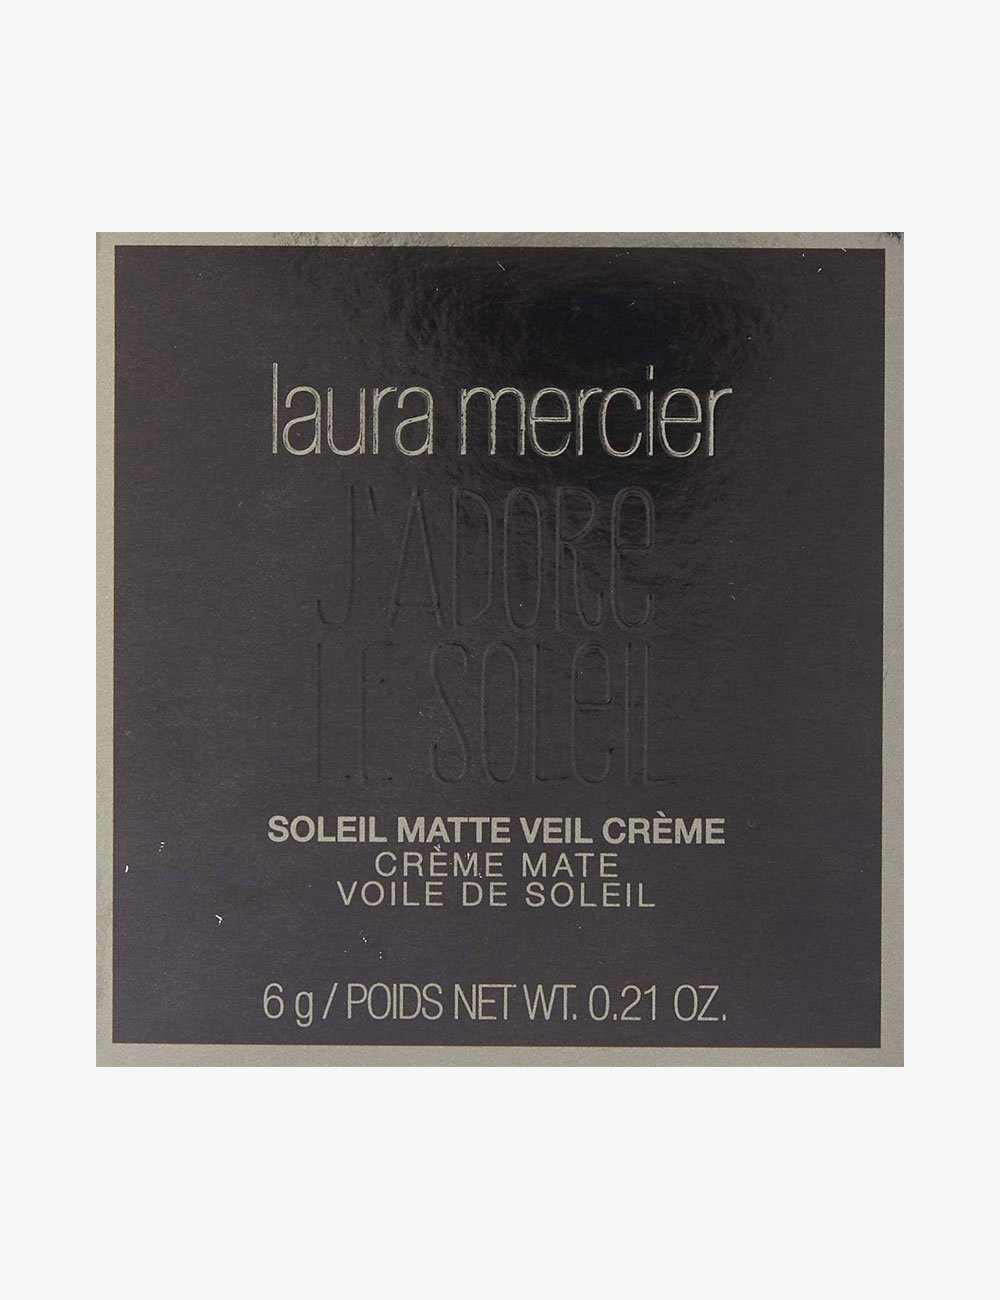 laura mercier
J'ADORe
LE SOLeiL
SOLEIL MATTE VEIL CRÈME
CRÈME MATE
VOILE DE SOLEIL
6 g / POIDS NET WT. 0.21 OZ.